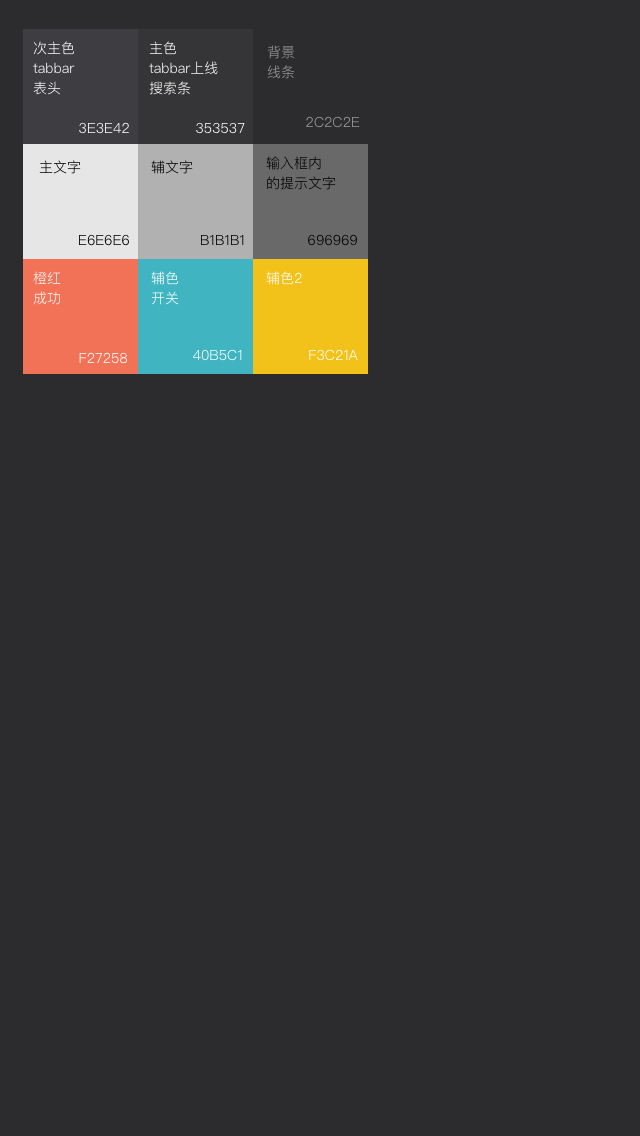 次主色
tabbar
表头
3E3E42
主色
tabbar上线
搜索条
353537
背景
线条
2C2C2E
主文字
E6E6E6
辅文字
B1B1B1
输入框内
的提示文字
696969
橙红
成功
F27258
辅色
开关
40B5C1
辅色2
F3C21A